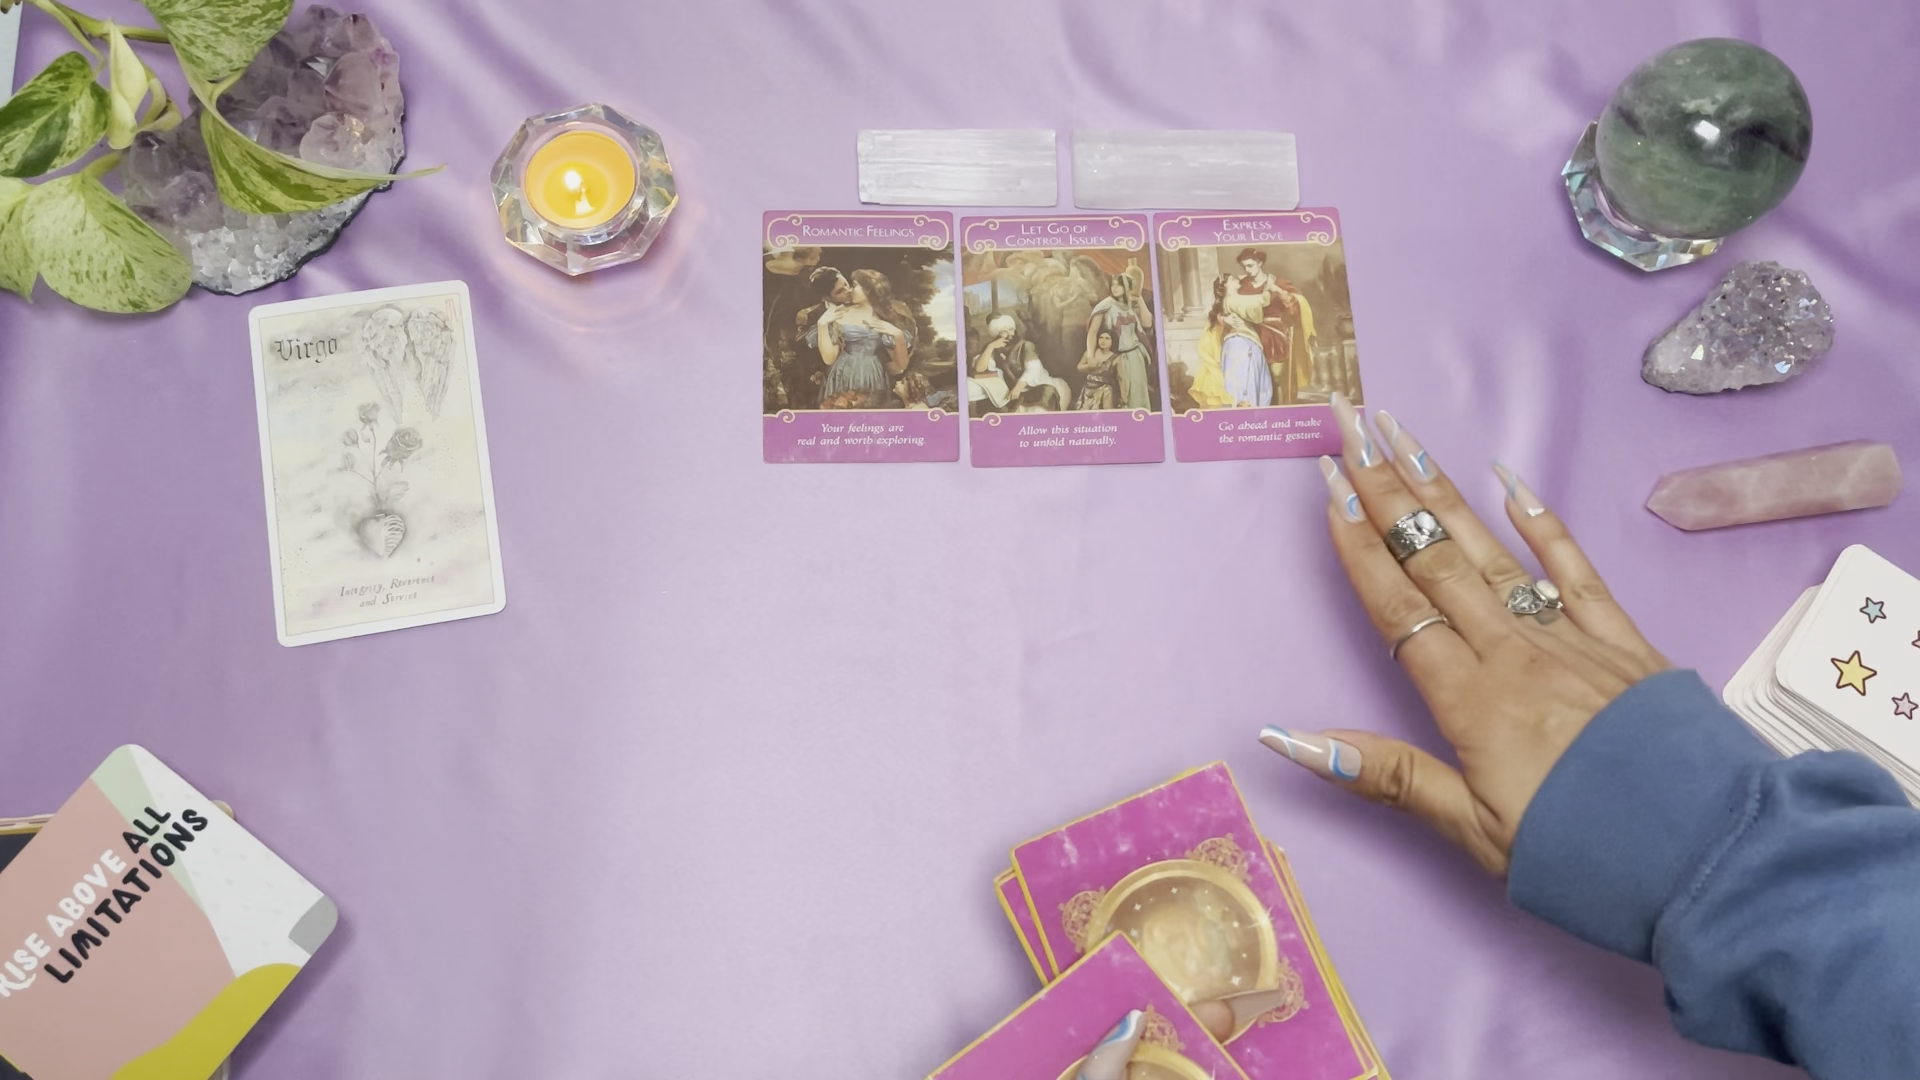 Romantic Feelings
Your feelings are
real and worth exploring.
Let Go of
Control Issues
Allow this situation
to unfold naturally.
Express
Your Love
Go ahead and make
the romantic gesture.
Virgo
Integrity, Reverence
and Street
RISE ABOVE ALL
LIMITATIONS